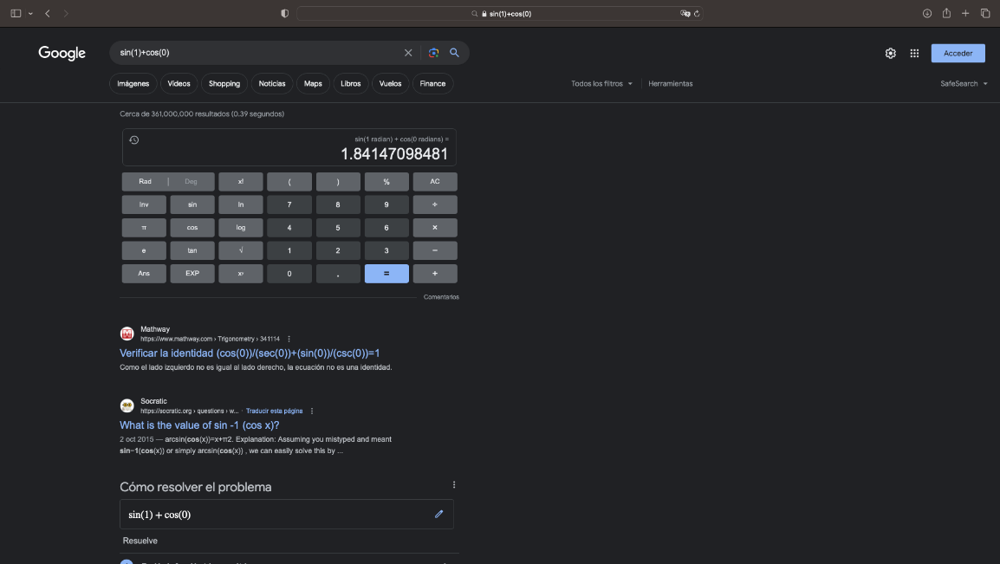 sin(1)+cos(0)
Google
sin(1)+cos(0)
Acceder
Imágenes Vídeos Shopping Noticias Maps Libros Vuelos Finance
Todos los filtros Herramientas
SafeSearch
Cerca de 361,000,000 resultados (0.39 segundos)
sin(1 radian) + cos(0 radians) =
1.84147098481
Rad | Deg x! ( ) % AC
Inv sin ln 7 8 9 ÷
π cos log 4 5 6 ×
e tan √ 1 2 3 −
Ans EXP xʸ 0 . = +
Comentarios
Mathway
https://www.mathway.com › Trigonometry › 341114
Verificar la identidad (cos(0))/(sec(0))+(sin(0))/(csc(0))=1
Como el lado izquierdo no es igual al lado derecho, la ecuación no es una identidad.
Socratic
https://socratic.org › questions › w... · Traducir esta página
What is the value of sin -1 (cos x)?
2 oct 2015 — arcsin(cos(x))=x+π2. Explanation: Assuming you mistyped and meant
sin−1(cos(x)) or simply arcsin(cos(x)) , we can easily solve this by ...
Cómo resolver el problema
sin(1) + cos(0)
Resuelve